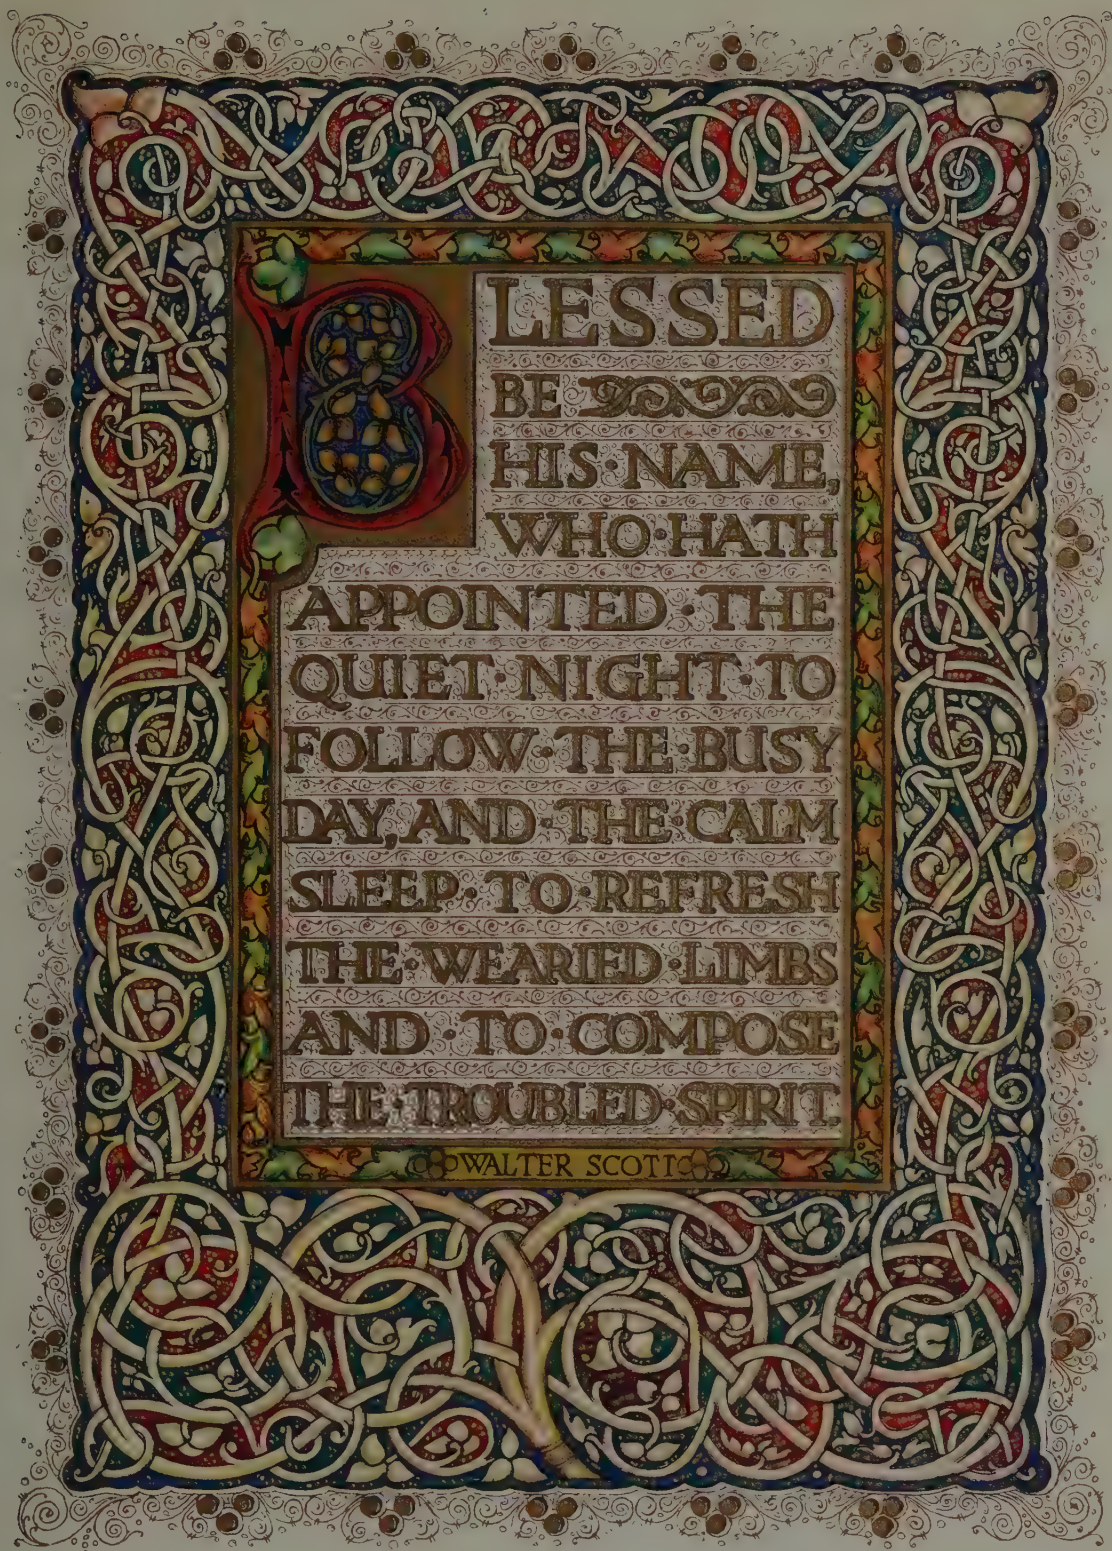 BLESSED
BE
HIS·NAME,
WHO·HATH
APPOINTED·THE
QUIET·NIGHT·TO
FOLLOW·THE·BUSY
DAY, AND·THE·CALM
SLEEP·TO·REFRESH
THE·WEARIED·LIMBS
AND·TO·COMPOSE
THE·TROUBLED·SPIRIT.
WALTER SCOTT